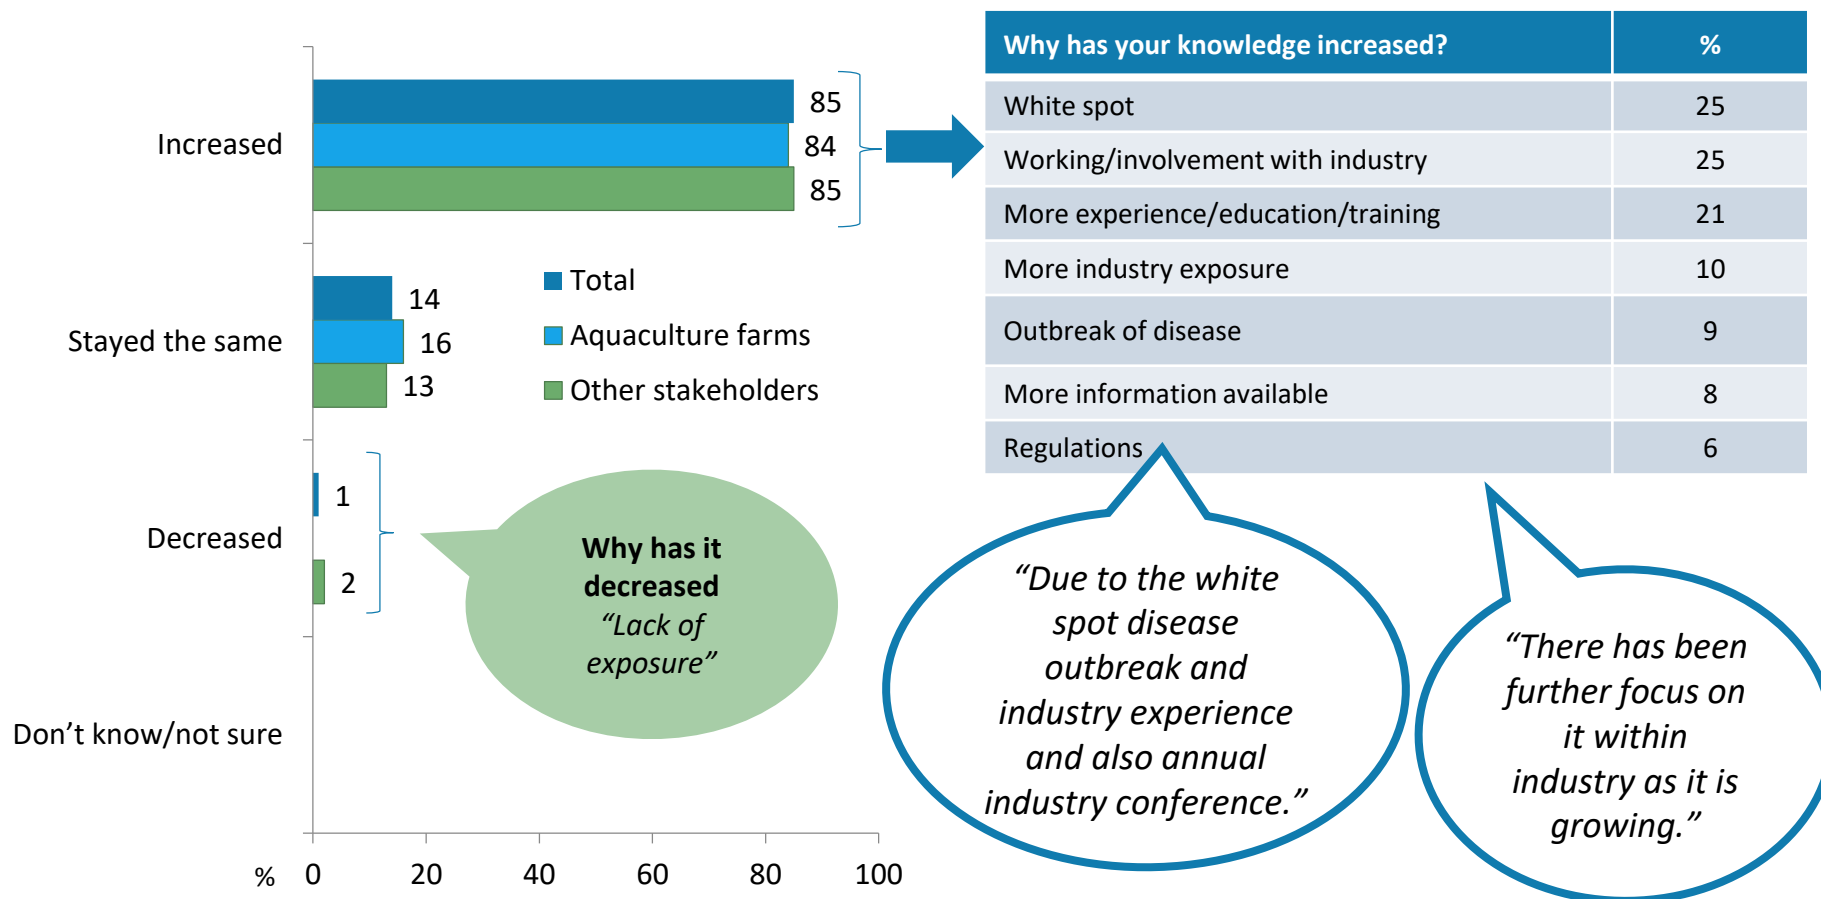 Increased
85
84
85
Stayed the same
14
16
13
Total
Aquaculture farms
Other stakeholders
Decreased
1
2
Why has it
decreased
“Lack of
exposure”
Don’t know/not sure
% 0 20 40 60 80 100
Why has your knowledge increased? %
White spot 25
Working/involvement with industry 25
More experience/education/training 21
More industry exposure 10
Outbreak of disease 9
More information available 8
Regulations 6
“Due to the white
spot disease
outbreak and
industry experience
and also annual
industry conference.”
“There has been
further focus on
it within
industry as it is
growing.”